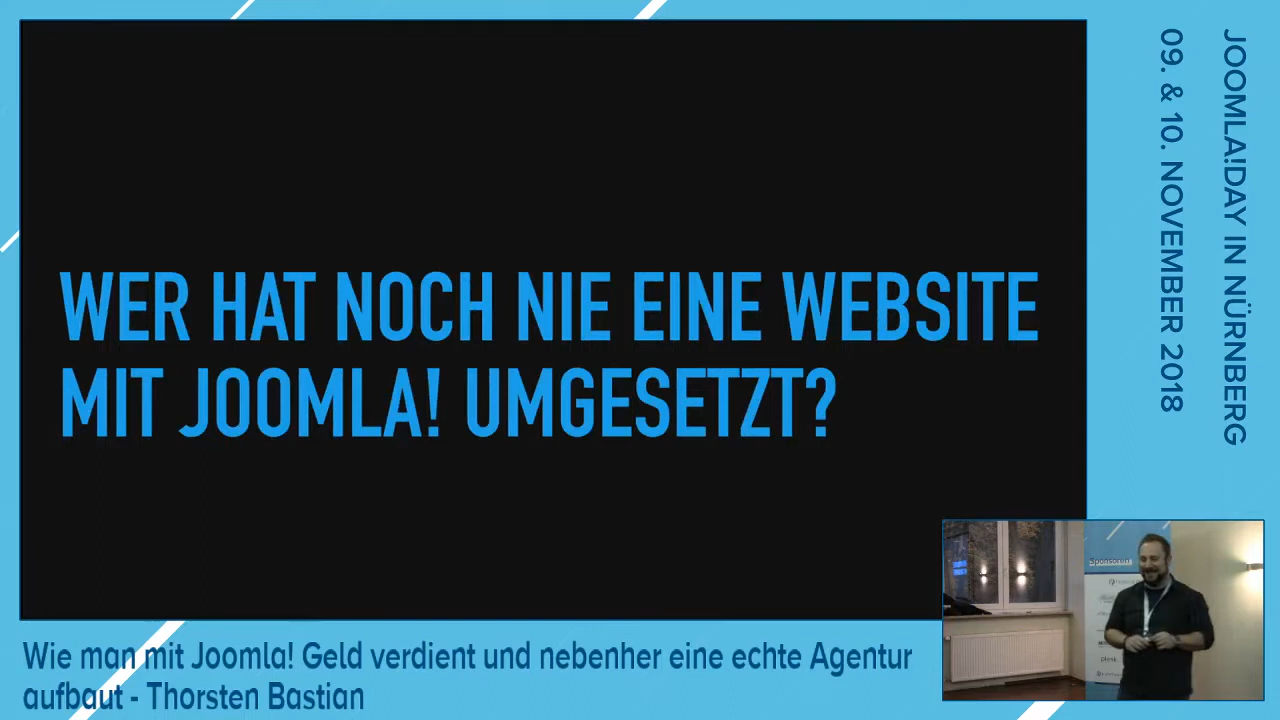 WER HAT NOCH NIE EINE WEBSITE
MIT JOOMLA! UMGESETZT?
JOOMLA!DAY IN NÜRNBERG
09. & 10. NOVEMBER 2018
Sponsoren
Wie man mit Joomla! Geld verdient und nebenher eine echte Agentur
aufbaut - Thorsten Bastian